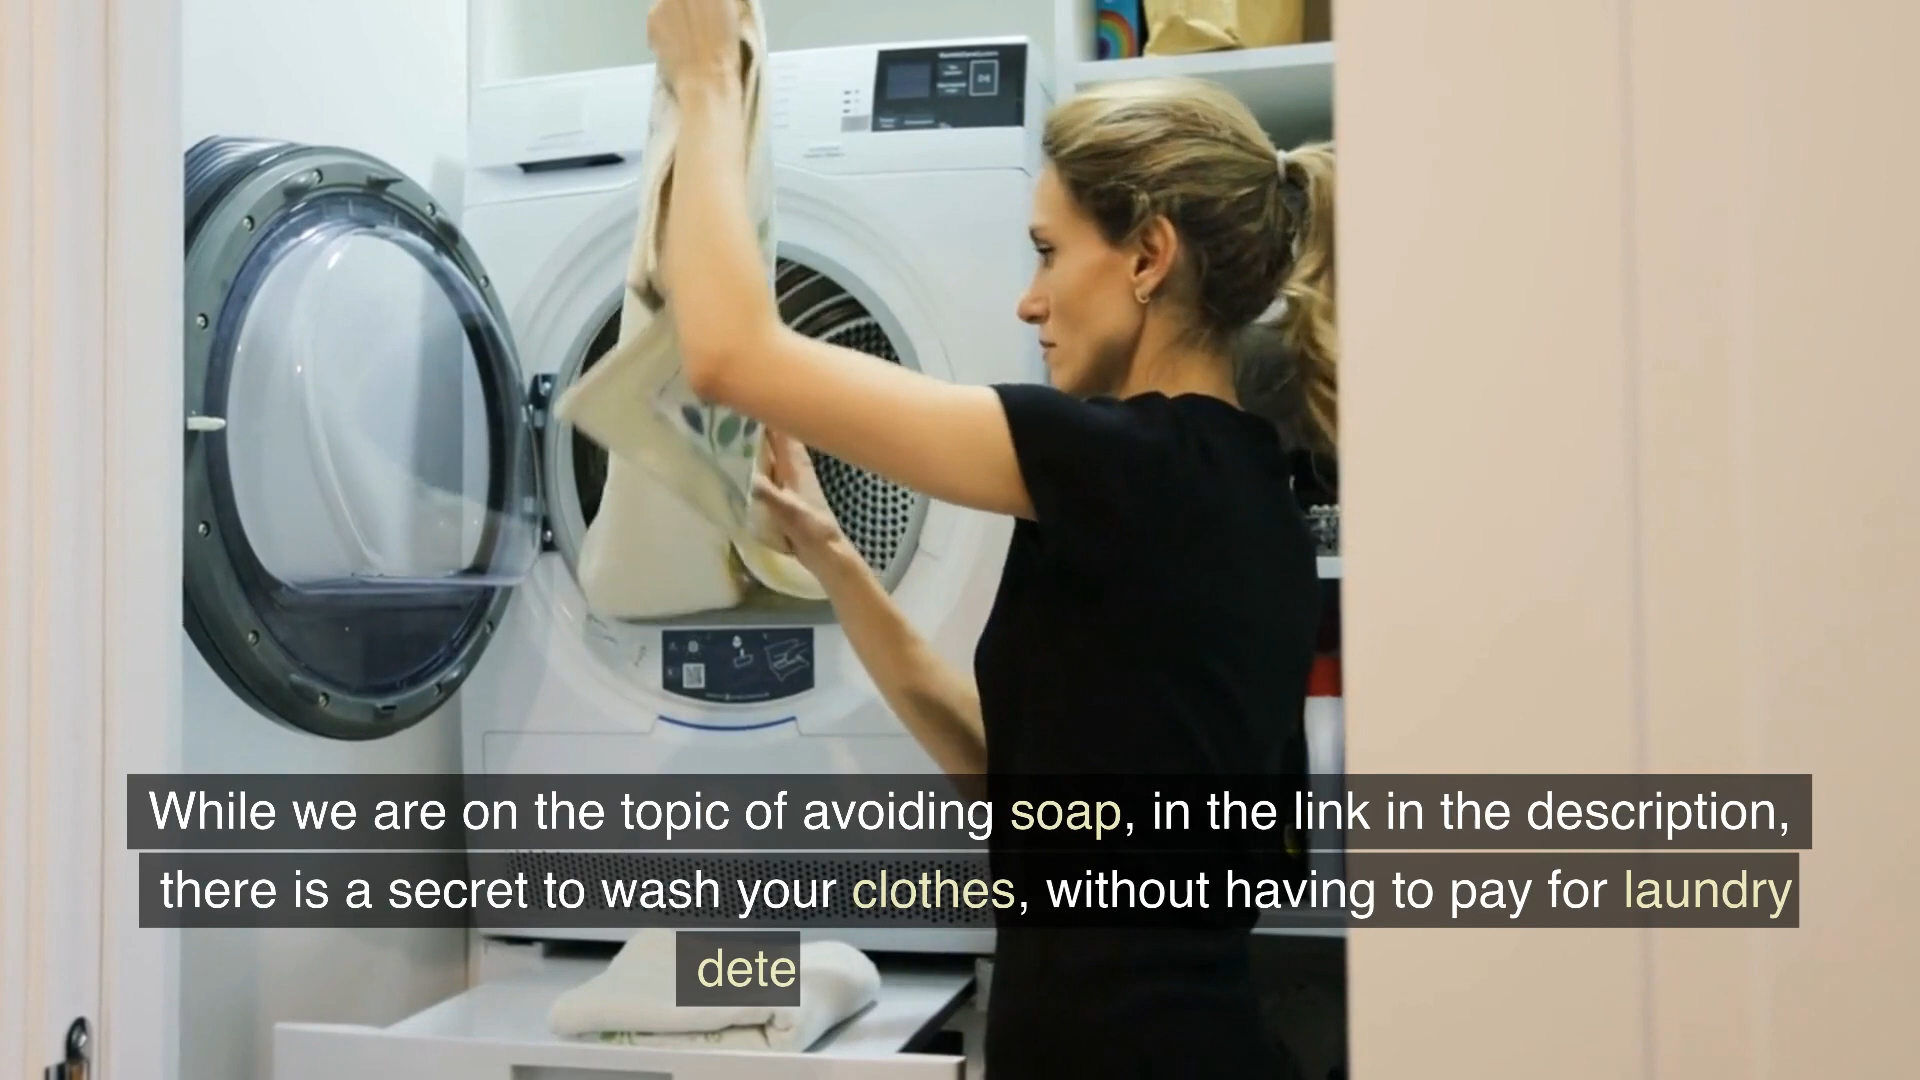 While we are on the topic of avoiding soap, in the link in the description,
there is a secret to wash your clothes, without having to pay for laundry
dete